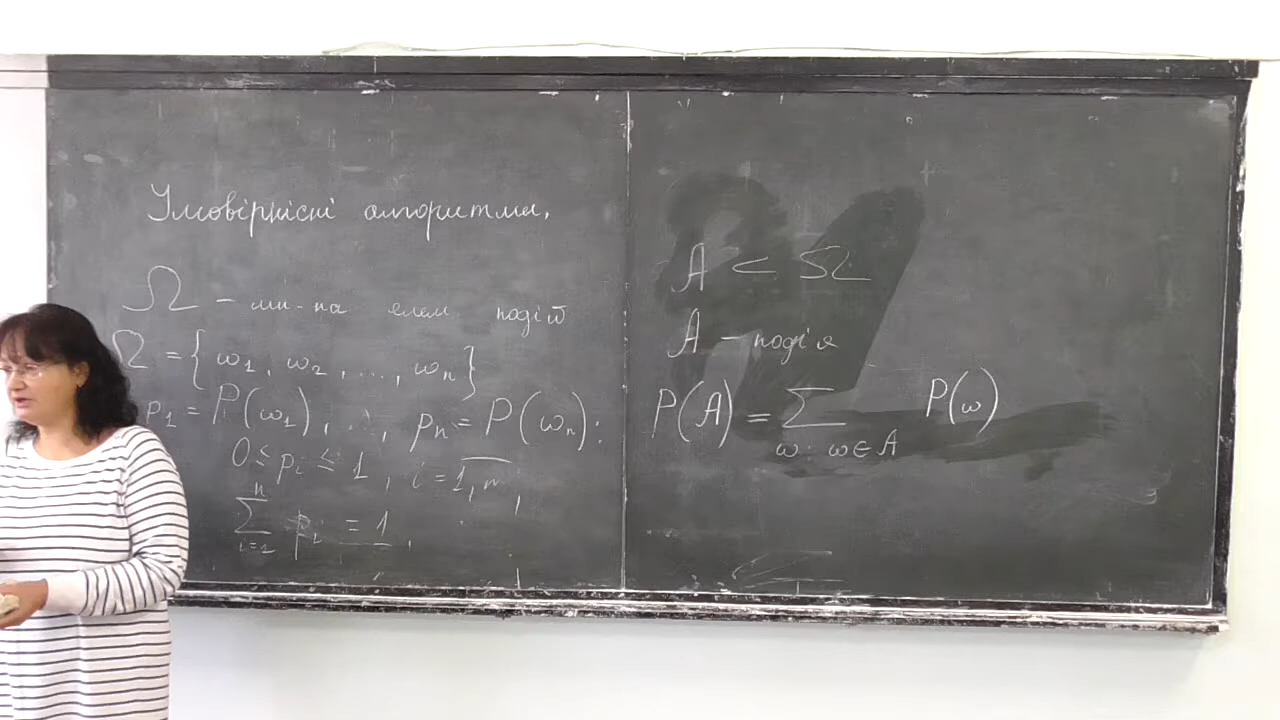 Ймовірнісні алгоритми.
Ω – мн-на елем. подій
Ω = {ω₁, ω₂, ..., ωₙ}
p₁ = P(ω₁), ..., pₙ = P(ωₙ):
0 ≤ pᵢ ≤ 1, i = 1,n,
∑ᵢ₌₁ⁿ pᵢ = 1.
A ⊂ Ω
A – подія
P(A) = ∑ P(ω)
ω: ω ∈ A